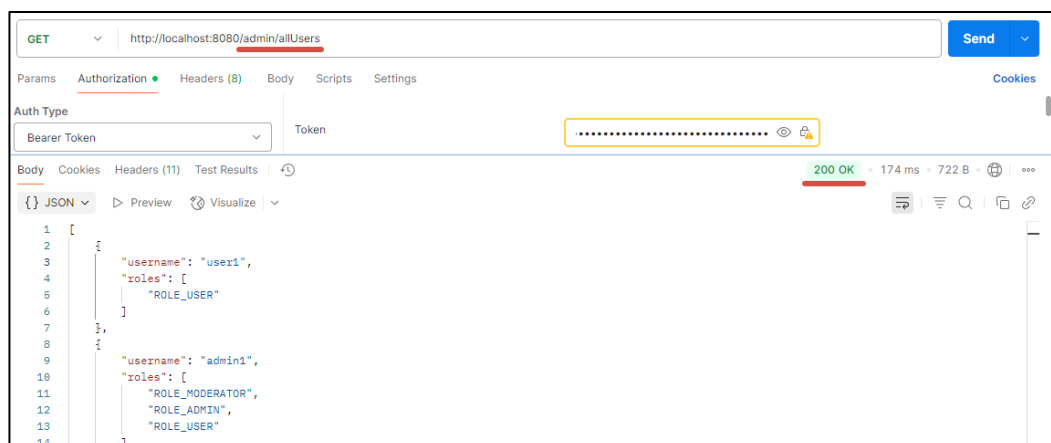 GET http://localhost:8080/admin/allUsers Send
Params Authorization Headers (8) Body Scripts Settings Cookies
Auth Type
Bearer Token
Token
Body Cookies Headers (11) Test Results 200 OK 174 ms 722 B
{} JSON Preview Visualize
1 [
2 {
3 "username": "user1",
4 "roles": [
5 "ROLE_USER"
6 ]
7 },
8 {
9 "username": "admin1",
10 "roles": [
11 "ROLE_MODERATOR",
12 "ROLE_ADMIN",
13 "ROLE_USER"
14 ]